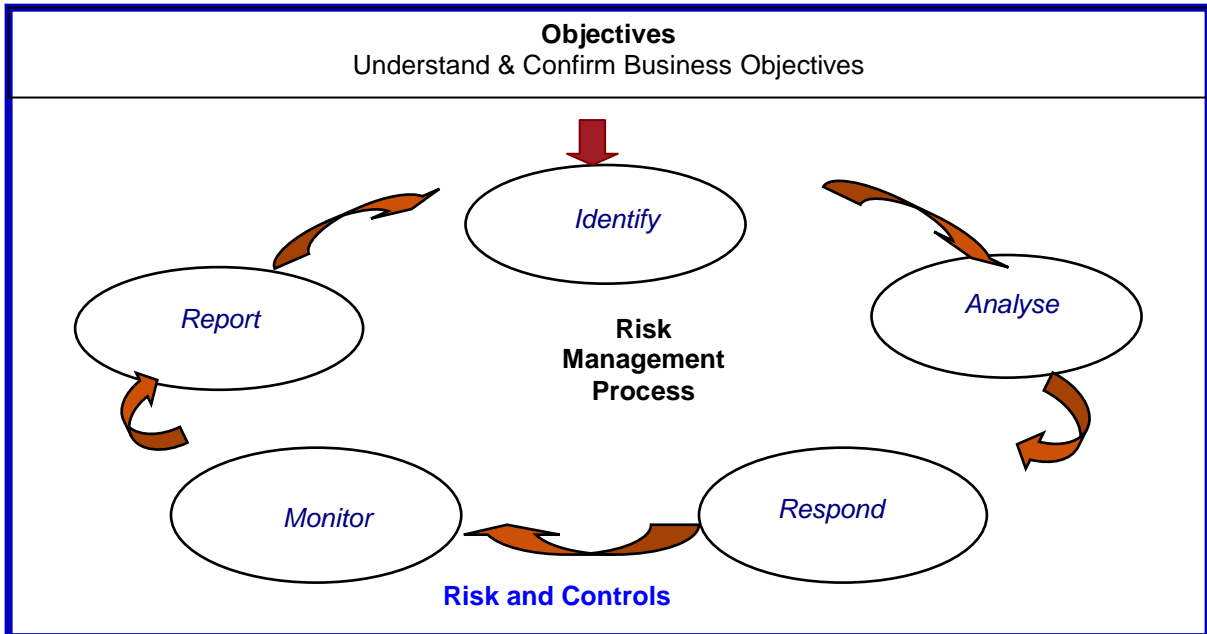 Objectives
Understand & Confirm Business Objectives
Identify
Analyse
Report
Risk
Management
Process
Respond
Monitor
Risk and Controls